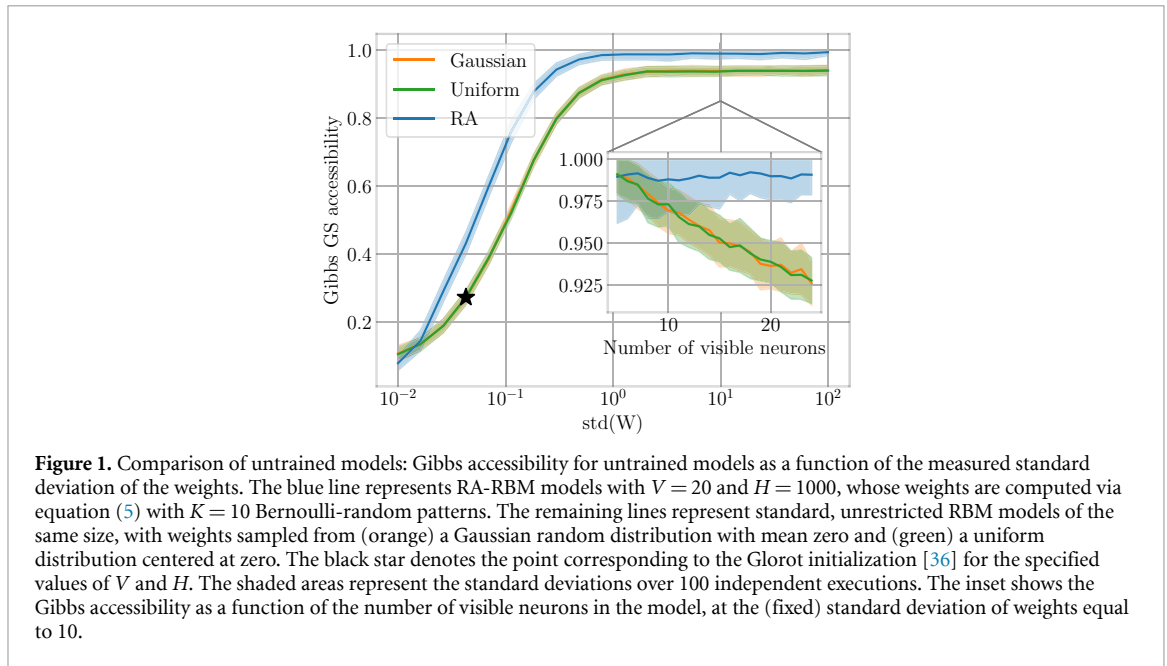 1.0
0.8
0.6
0.4
0.2
Gibbs GS accessibility
Gaussian
Uniform
RA
1.000
0.975
0.950
0.925
10
20
Number of visible neurons
10⁻²
10⁻¹
10⁰
10¹
10²
std(W)
Figure 1. Comparison of untrained models: Gibbs accessibility for untrained models as a function of the measured standard
deviation of the weights. The blue line represents RA-RBM models with V = 20 and H = 1000, whose weights are computed via
equation (5) with K = 10 Bernoulli-random patterns. The remaining lines represent standard, unrestricted RBM models of the
same size, with weights sampled from (orange) a Gaussian random distribution with mean zero and (green) a uniform
distribution centered at zero. The black star denotes the point corresponding to the Glorot initialization [36] for the specified
values of V and H. The shaded areas represent the standard deviations over 100 independent executions. The inset shows the
Gibbs accessibility as a function of the number of visible neurons in the model, at the (fixed) standard deviation of weights equal
to 10.